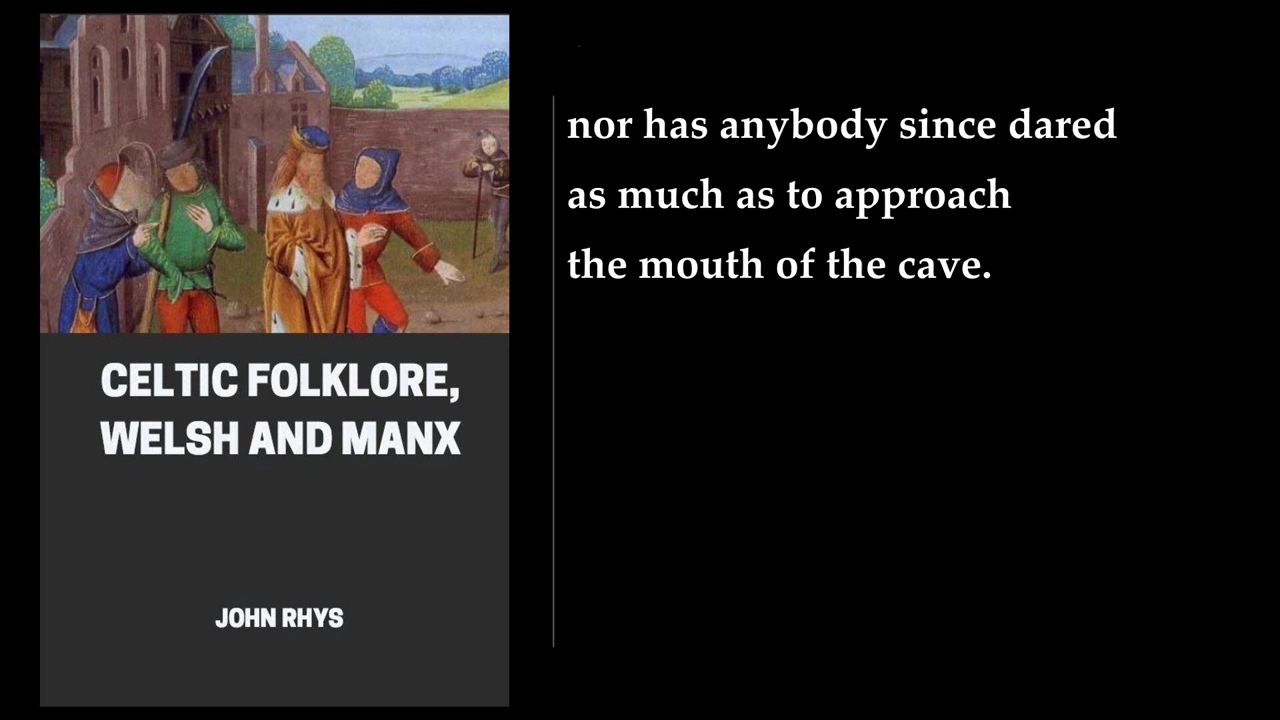 CELTIC FOLKLORE,
WELSH AND MANX
JOHN RHYS
nor has anybody since dared
as much as to approach
the mouth of the cave.